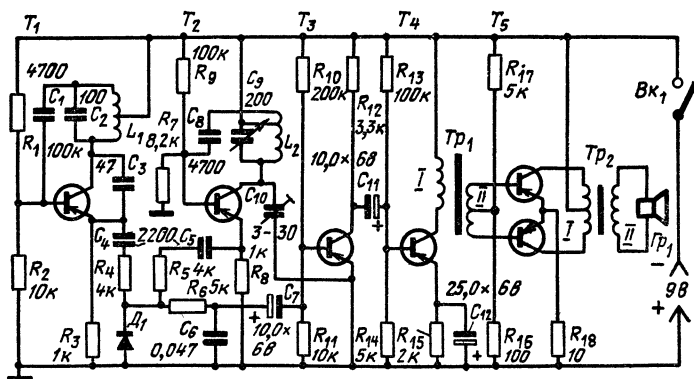 T1 T2 T3 T4 T5
4700
C1
100
C2
L1
R1
100к
47
C3
C4
2200
R2
10к
R4
4к
R3
1к
Д1
100к
R9
R7
8,2к
C8
4700
C9
200
L2
C10
3-30
C5
4к
R5
R6 5к
1к
R8
C6
0,047
C7
+
10,0×
6В
R10
200к
R12
3,3к
10,0×6В
C11
+
R11
10к
R14
5к
R13
100к
I
Тр1
II
R15
2к
25,0×6В
C12
+
R17
5к
R16
100
R18
10
Тр2
I
II
Гр1
Вк1
−
9В
+